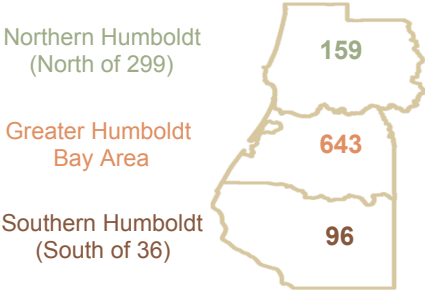 Northern Humboldt
(North of 299)
159
Greater Humboldt
Bay Area
643
Southern Humboldt
(South of 36)
96